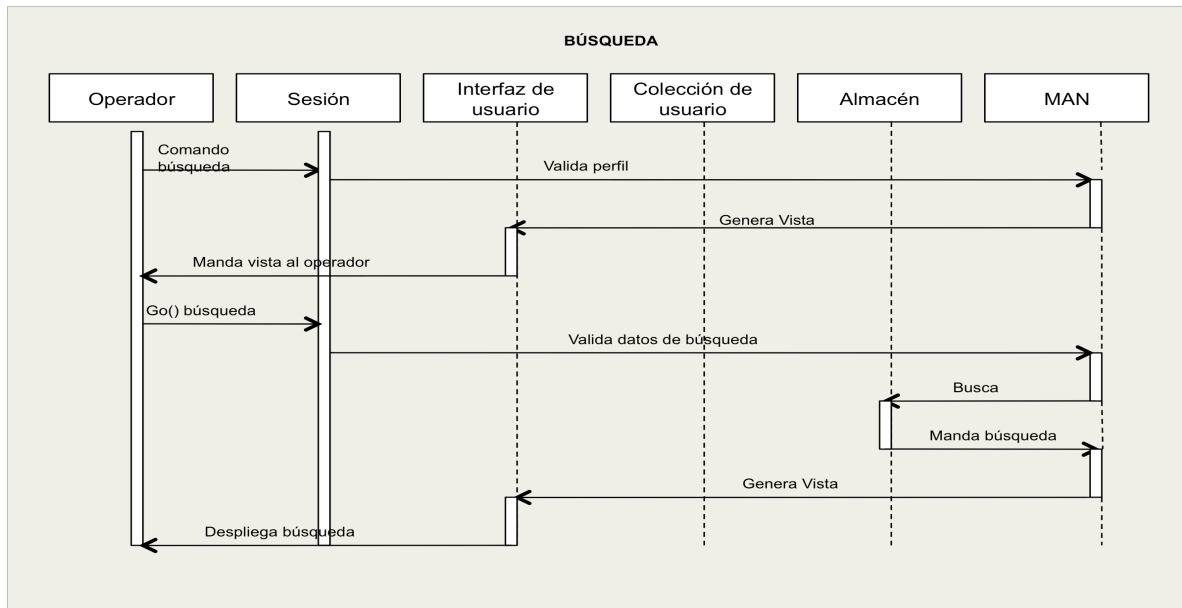 BÚSQUEDA
Operador
Sesión
Interfaz de
usuario
Colección de
usuario
Almacén
MAN
Comando
búsqueda
Valida perfil
Genera Vista
Manda vista al operador
Go() búsqueda
Valida datos de búsqueda
Busca
Manda búsqueda
Genera Vista
Despliega búsqueda